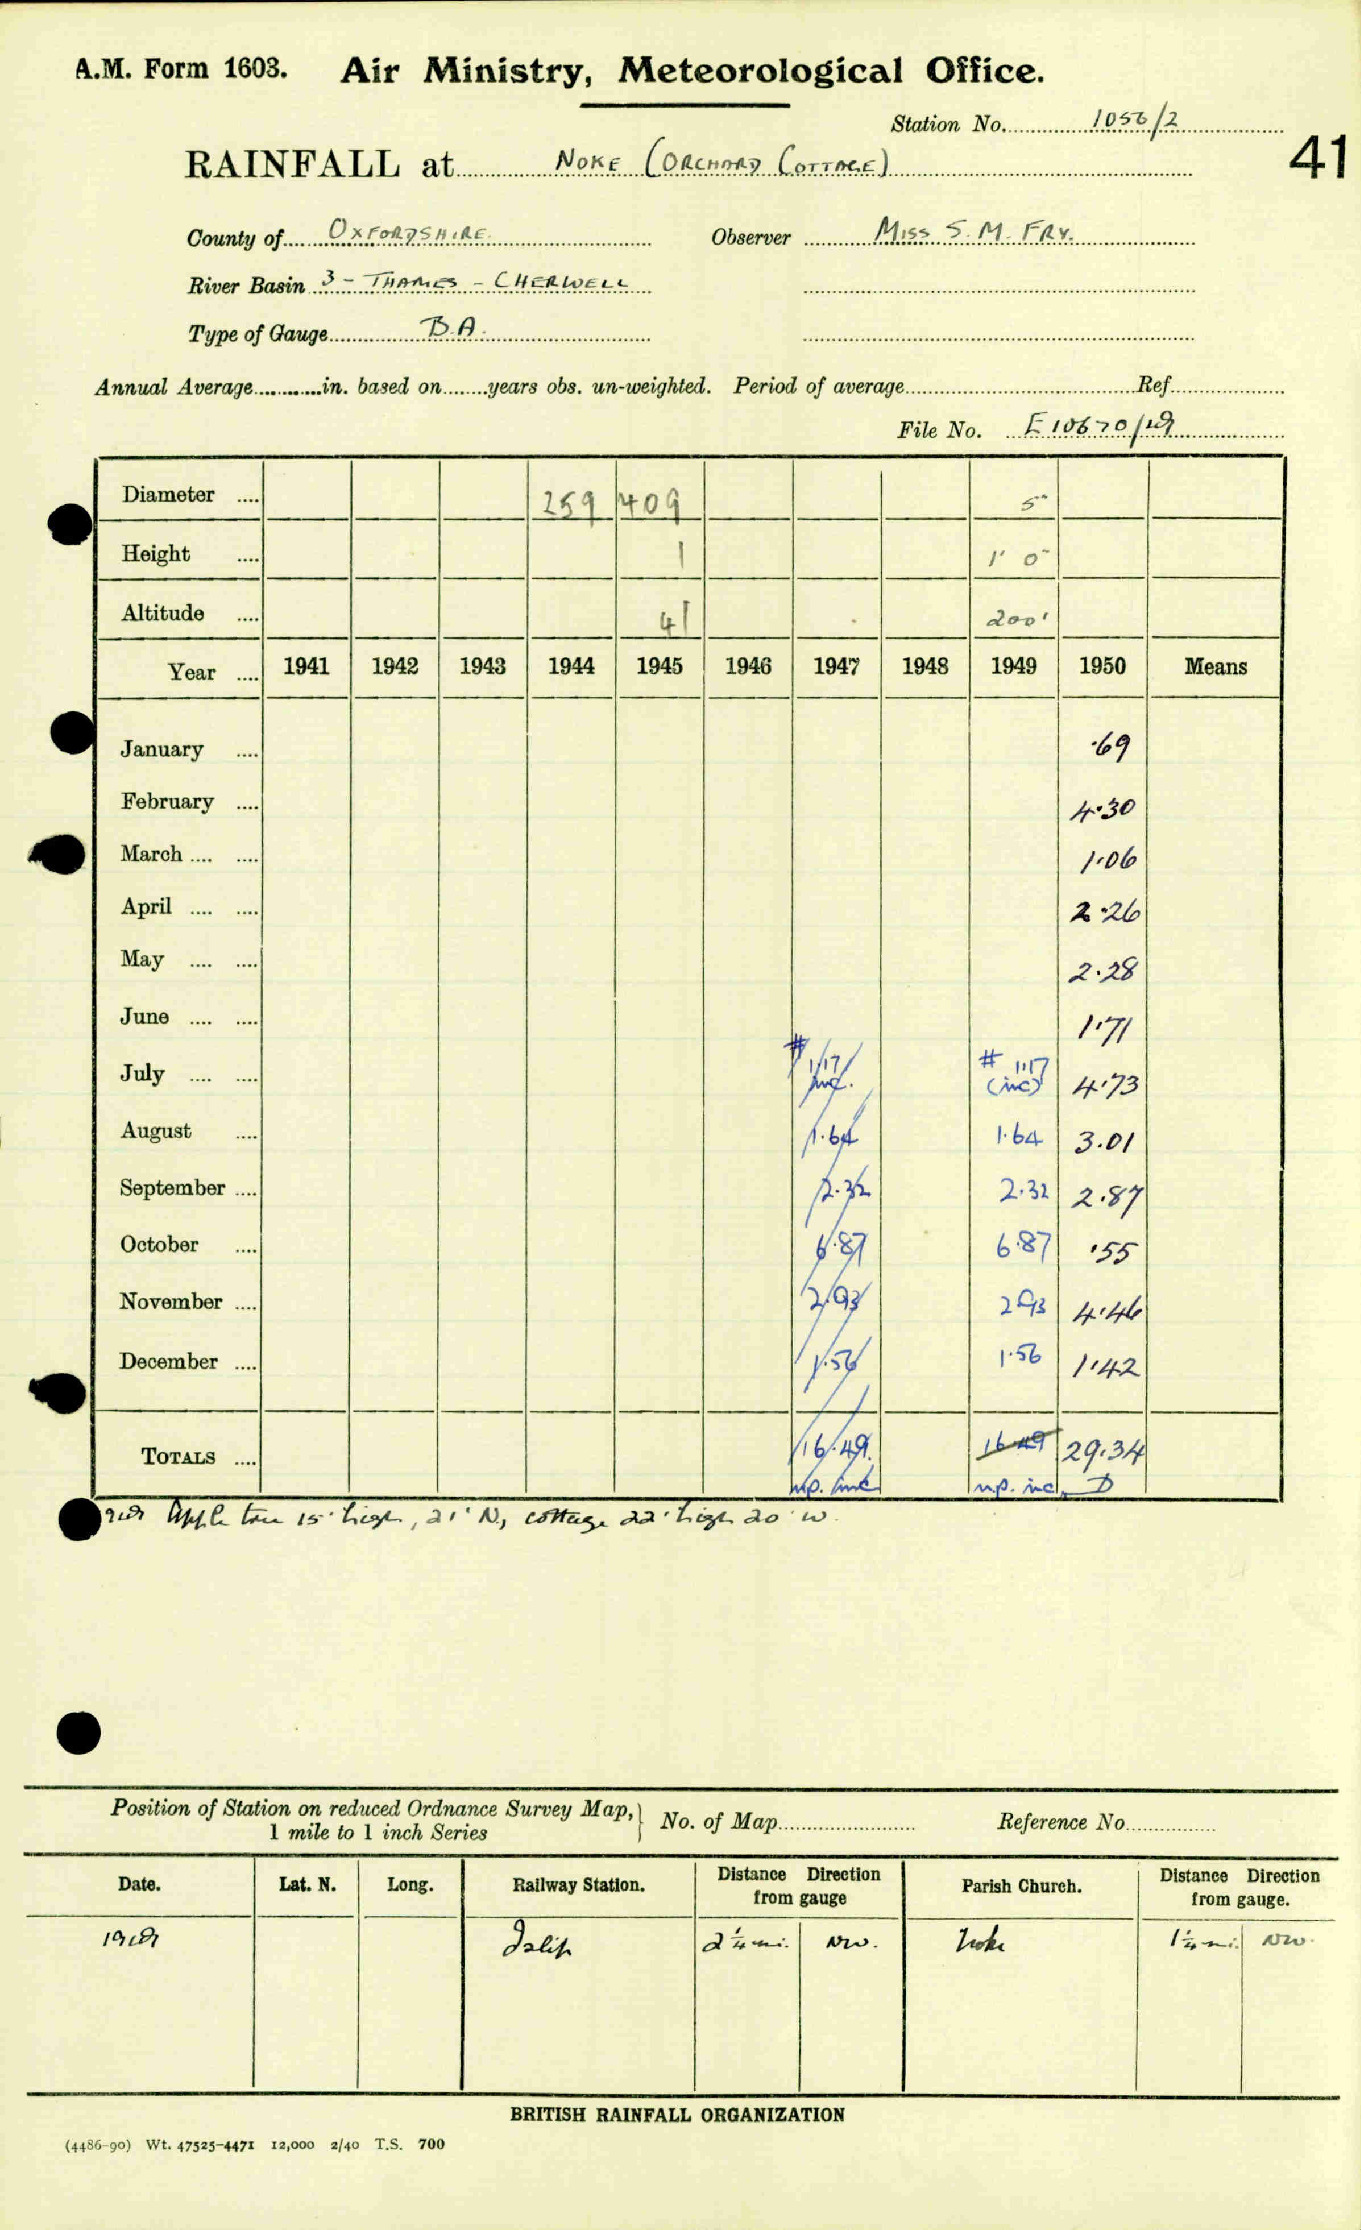 A.M. Form 1603. Air Ministry, Meteorological Office.
Station No. 1056/2
41
RAINFALL at NOKE (ORCHARD COTTAGE)
County of OXFORDSHIRE. Observer MISS S. M. FRY.
River Basin 3 - THAMES - CHERWELL
Type of Gauge B.A.
Annual Average in. based on years obs. un-weighted. Period of average Ref.
File No. E10670/49
Diameter 259 409 5"
Height 1 1' 0"
Altitude 41 200'
Year 1941 1942 1943 1944 1945 1946 1947 1948 1949 1950 Means
January ·69
February 4·30
March 1·06
April 2·26
May 2·28
June 1·71
July # 1·17 inc. # 1·17 (inc) 4·73
August 1·64 1·64 3·01
September 2·32 2·32 2·87
October 6·87 6·87 ·55
November 2·93 2·93 4·46
December 1·56 1·56 1·42
TOTALS 16·49 16·49 29·34
np. inc np. inc. D
1949 Apple tree 15' high, 21' N, cottage 22' high 20' W.
Position of Station on reduced Ordnance Survey Map, } No. of Map Reference No.
1 mile to 1 inch Series
Date. Lat. N. Long. Railway Station. Distance Direction from gauge Parish Church. Distance Direction from gauge.
1949 Islip 2 1/4 mi. NW. Noke 1 1/4 mi. NW.
BRITISH RAINFALL ORGANIZATION
(4486-90) Wt. 47525-4471 12,000 2/40 T.S. 700